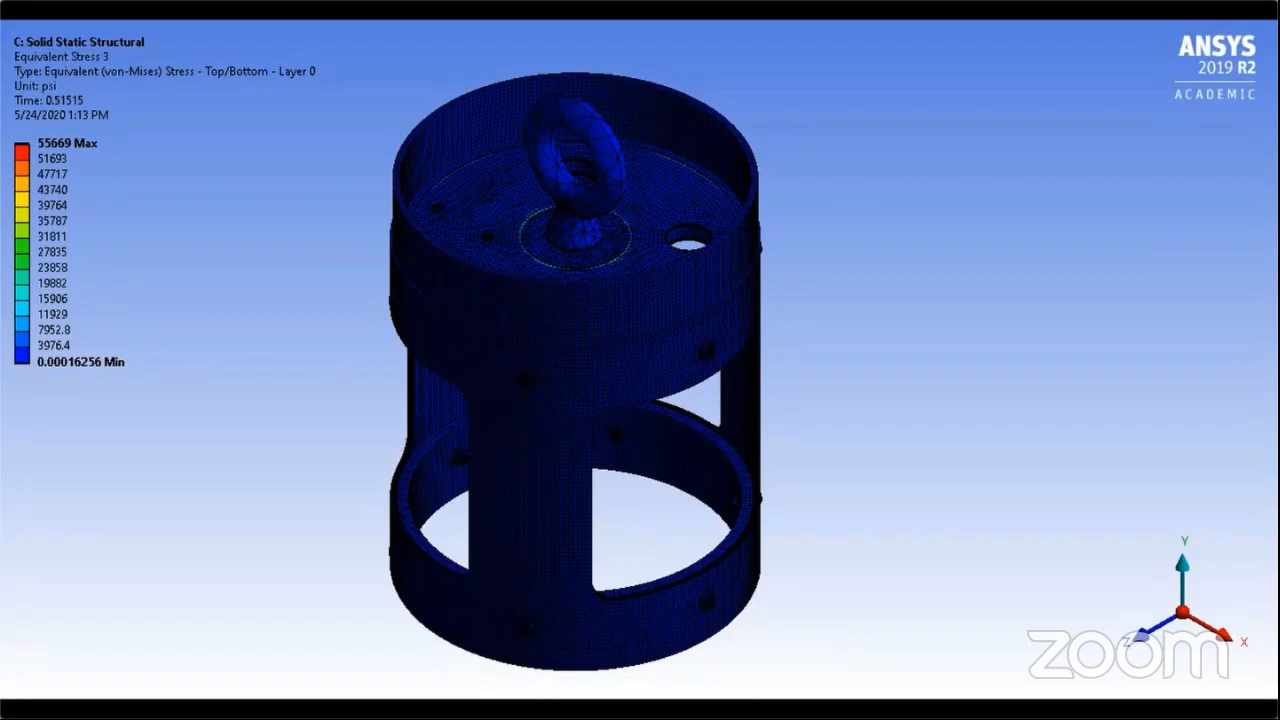 C: Solid Static Structural
Equivalent Stress 3
Type: Equivalent (von-Mises) Stress - Top/Bottom - Layer 0
Unit: psi
Time: 0.51515
5/24/2020 1:13 PM
55669 Max
51693
47717
43740
39764
35787
31811
27835
23858
19882
15906
11929
7952.8
3976.4
0.00016256 Min
ANSYS
2019 R2
ACADEMIC
Y
Z
X
zoom